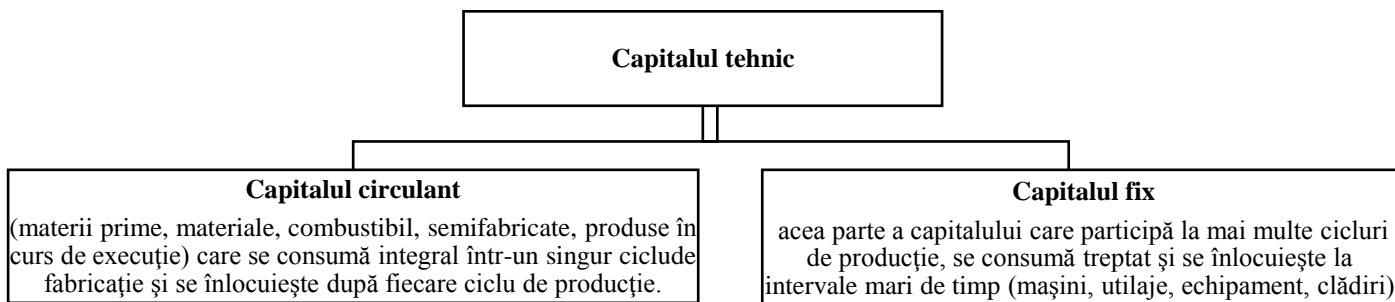 Capitalul tehnic
Capitalul circulant
(materii prime, materiale, combustibil, semifabricate, produse în
curs de execuţie) care se consumă integral într-un singur ciclude
fabricaţie şi se înlocuieşte după fiecare ciclu de producţie.
Capitalul fix
acea parte a capitalului care participă la mai multe cicluri
de producţie, se consumă treptat şi se înlocuieşte la
intervale mari de timp (maşini, utilaje, echipament, clădiri).